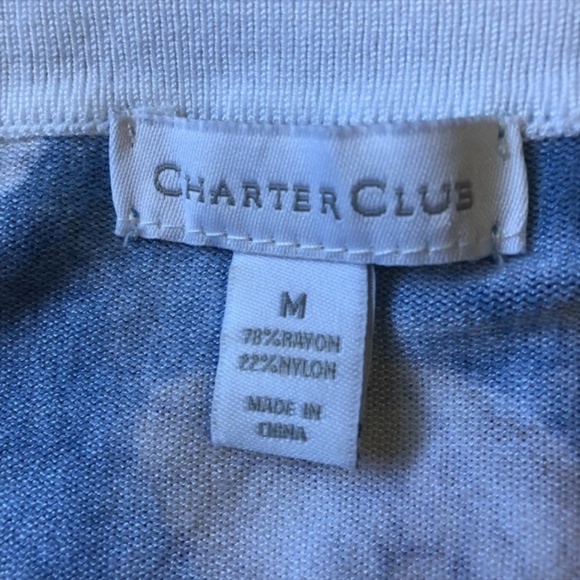 CHARTER CLUB
M
78%RAYON
22%NYLON
MADE IN
CHINA